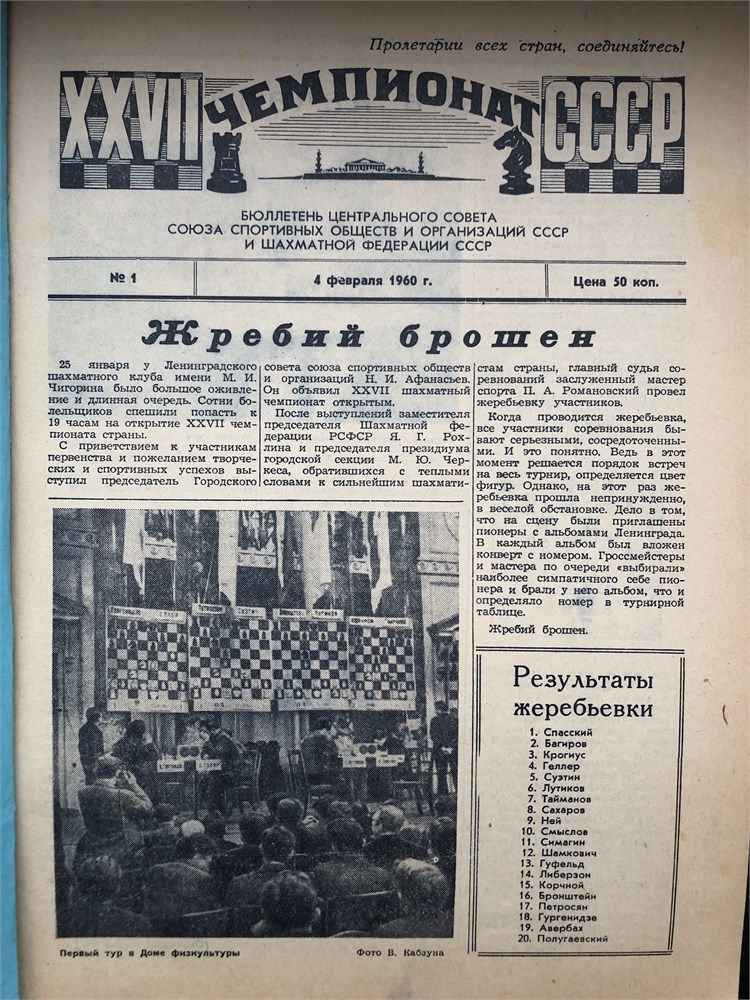 Пролетарии всех стран, соединяйтесь!
XXVII ЧЕМПИОНАТ СССР
БЮЛЛЕТЕНЬ ЦЕНТРАЛЬНОГО СОВЕТА
СОЮЗА СПОРТИВНЫХ ОБЩЕСТВ И ОРГАНИЗАЦИЙ СССР
И ШАХМАТНОЙ ФЕДЕРАЦИИ СССР
№ 1
4 февраля 1960 г.
Цена 50 коп.
Жребий брошен
25 января у Ленинградского
шахматного клуба имени М. И.
Чигорина было большое оживле-
ние и длинная очередь. Сотни бо-
лельщиков спешили попасть к
19 часам на открытие XXVII чем-
пионата страны.
С приветствием к участникам
первенства и пожеланием творче-
ских и спортивных успехов вы-
ступил председатель Городского
совета союза спортивных обществ
и организаций Н. И. Афанасьев.
Он объявил XXVII шахматный
чемпионат открытым.
После выступлений заместителя
председателя Шахматной фе-
дерации РСФСР Я. Г. Рох-
лина и председателя президиума
городской секции М. Ю. Чер-
кеса, обратившихся с теплыми
словами к сильнейшим шахмати-
стам страны, главный судья со-
ревнований заслуженный мастер
спорта П. А. Романовский провел
жеребьевку участников.
Когда проводится жеребьевка,
все участники соревнования бы-
вают серьезными, сосредоточенны-
ми. И это понятно. Ведь в этот
момент решается порядок встреч
на весь турнир, определяется цвет
фигур. Однако, на этот раз же-
ребьевка прошла непринужденно,
в веселой обстановке. Дело в том,
что на сцену были приглашены
пионеры с альбомами Ленинграда.
В каждый альбом был вложен
конверт с номером. Гроссмейстеры
и мастера по очереди «выбирали»
наиболее симпатичного себе пио-
нера и брали у него альбом, что и
определяло номер в турнирной
таблице.
Жребий брошен.
Первый тур в Доме физкультуры
Фото В. Кабзуна
Результаты
жеребьевки
1. Спасский
2. Багиров
3. Крогиус
4. Геллер
5. Суэтин
6. Лутиков
7. Тайманов
8. Сахаров
9. Ней
10. Смыслов
11. Симагин
12. Шамкович
13. Гуфельд
14. Либерзон
15. Корчной
16. Бронштейн
17. Петросян
18. Гургенидзе
19. Авербах
20. Полугаевский